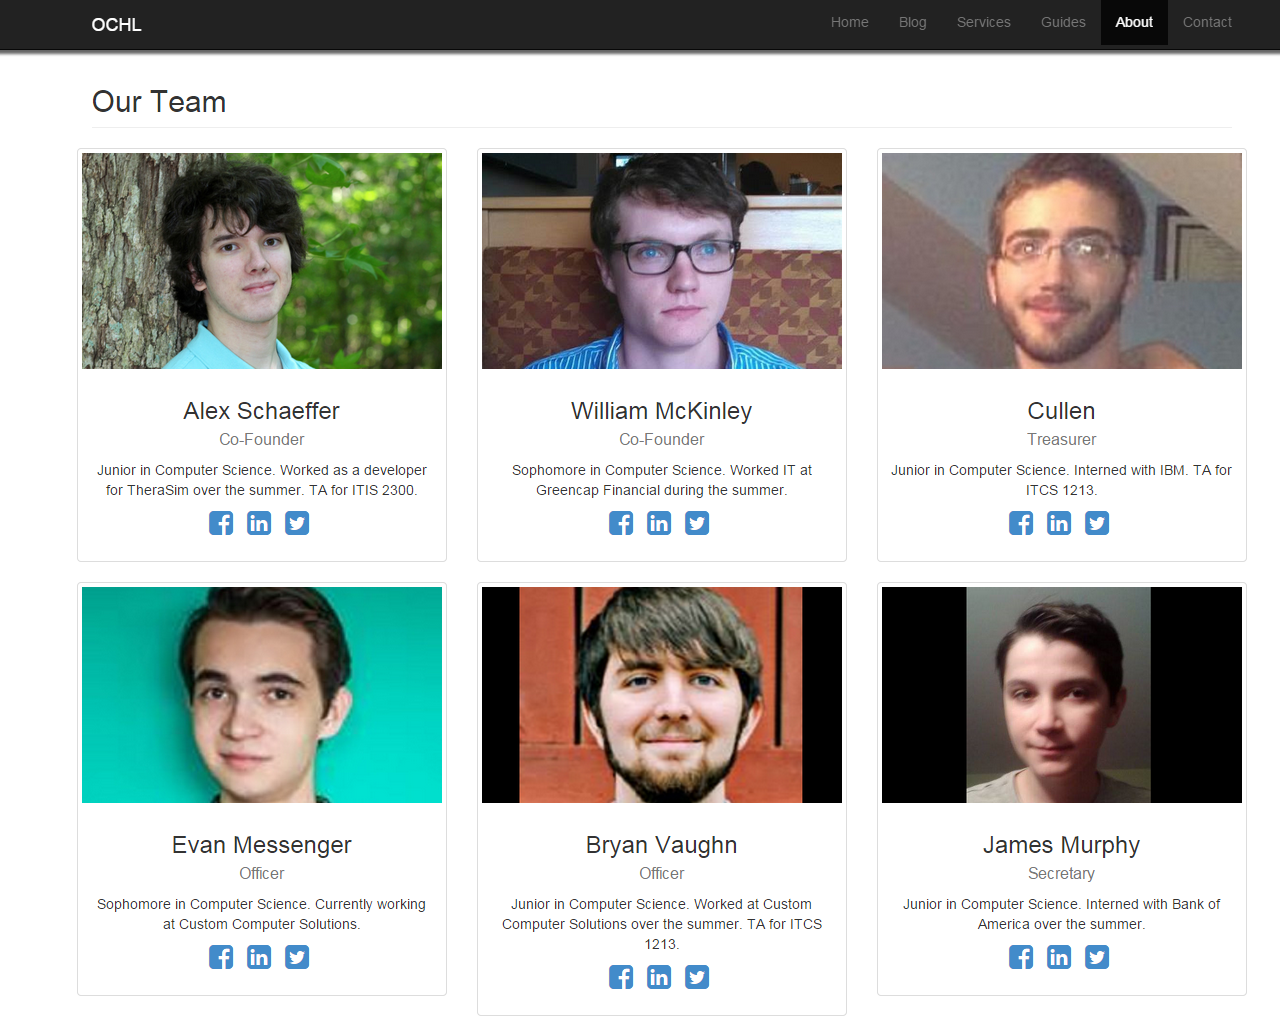 OCHL
Home Blog Services Guides About Contact
Our Team
Alex Schaeffer
Co-Founder
Junior in Computer Science. Worked as a developer
for TheraSim over the summer. TA for ITIS 2300.
William McKinley
Co-Founder
Sophomore in Computer Science. Worked IT at
Greencap Financial during the summer.
Cullen
Treasurer
Junior in Computer Science. Interned with IBM. TA for
ITCS 1213.
Evan Messenger
Officer
Sophomore in Computer Science. Currently working
at Custom Computer Solutions.
Bryan Vaughn
Officer
Junior in Computer Science. Worked at Custom
Computer Solutions over the summer. TA for ITCS
1213.
James Murphy
Secretary
Junior in Computer Science. Interned with Bank of
America over the summer.